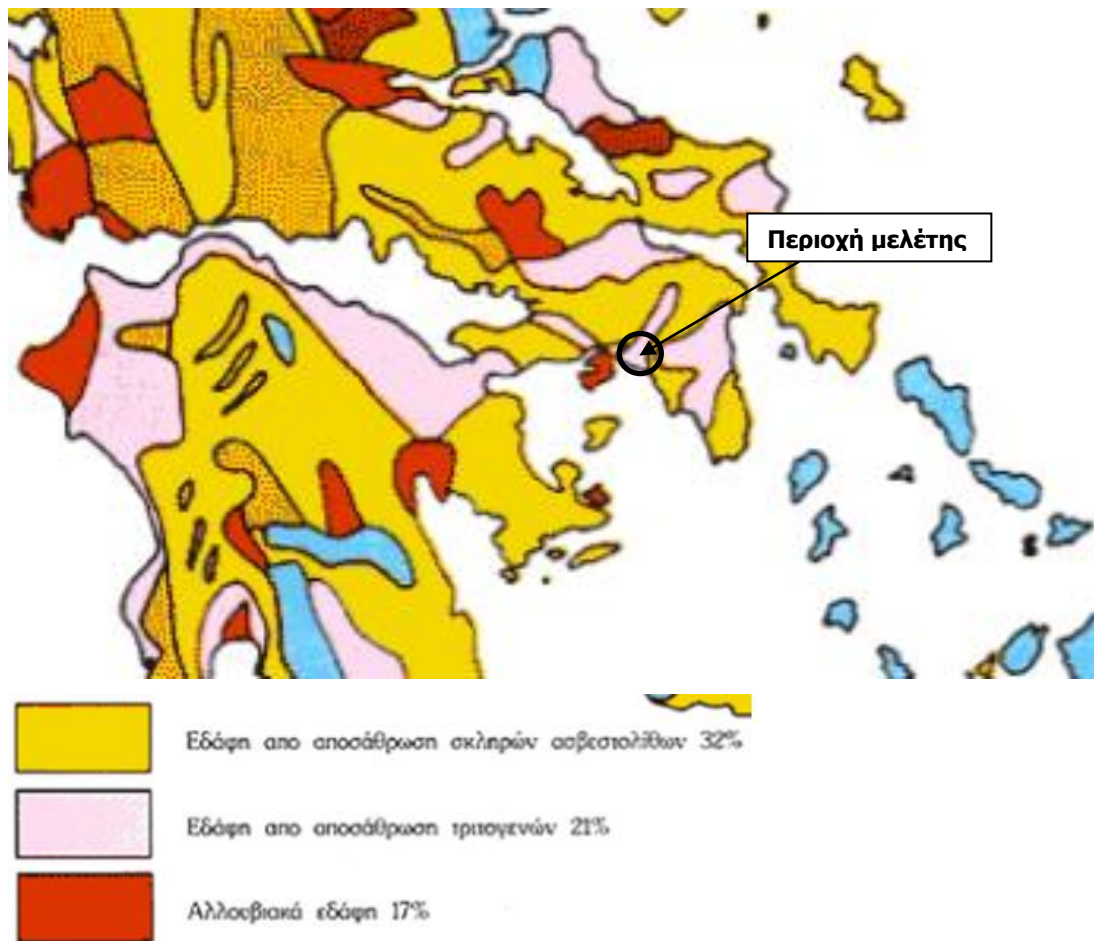 Περιοχή μελέτης
Εδάφη απο αποσάθρωση σκληρών ασβεστολίθων 32%
Εδάφη απο αποσάθρωση τριτογενών 21%
Αλλουβιακά εδάφη 17%